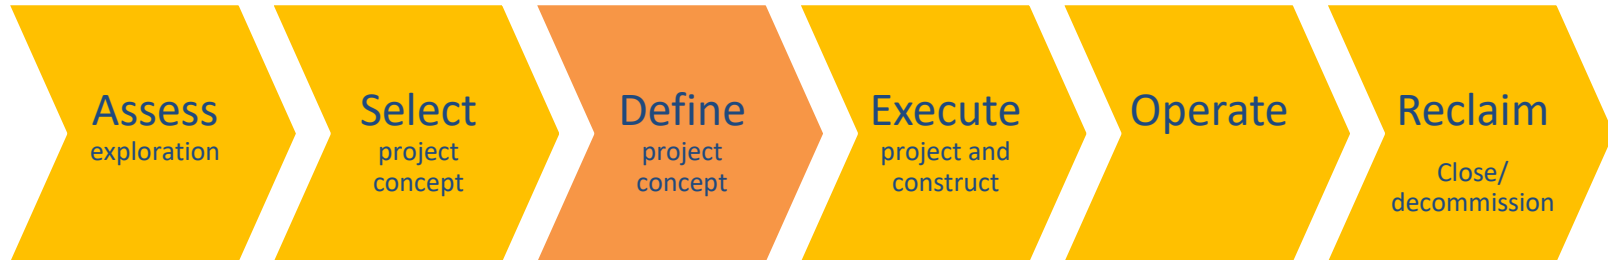 Assess
exploration
Select
project
concept
Define
project
concept
Execute
project and
construct
Operate
Reclaim
Close/
decommission